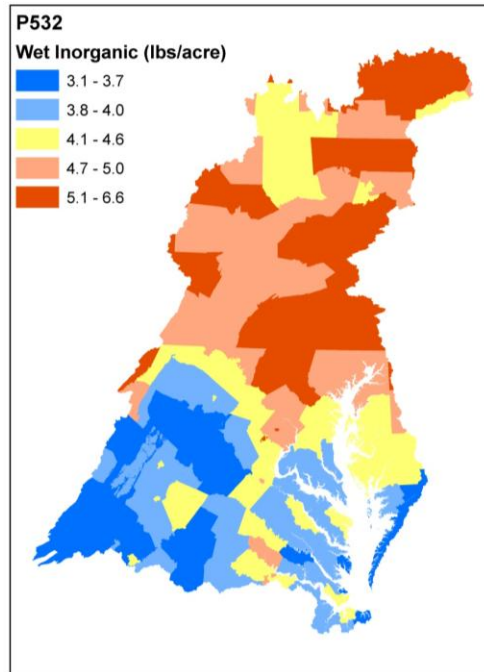 P532
Wet Inorganic (lbs/acre)
3.1 - 3.7
3.8 - 4.0
4.1 - 4.6
4.7 - 5.0
5.1 - 6.6